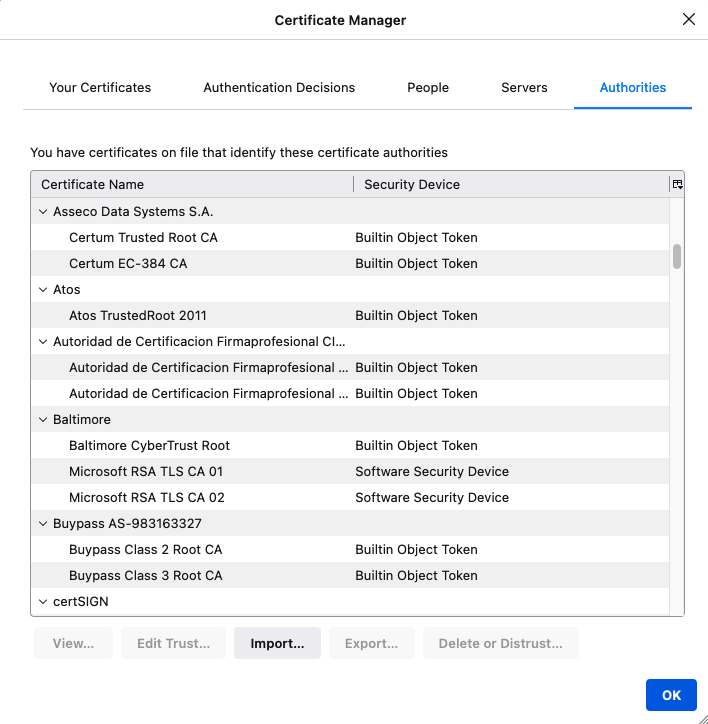 Certificate Manager
Your Certificates Authentication Decisions People Servers Authorities
You have certificates on file that identify these certificate authorities
Certificate Name Security Device
Asseco Data Systems S.A.
Certum Trusted Root CA Builtin Object Token
Certum EC-384 CA Builtin Object Token
Atos
Atos TrustedRoot 2011 Builtin Object Token
Autoridad de Certificacion Firmaprofesional CI...
Autoridad de Certificacion Firmaprofesional ... Builtin Object Token
Autoridad de Certificacion Firmaprofesional ... Builtin Object Token
Baltimore
Baltimore CyberTrust Root Builtin Object Token
Microsoft RSA TLS CA 01 Software Security Device
Microsoft RSA TLS CA 02 Software Security Device
Buypass AS-983163327
Buypass Class 2 Root CA Builtin Object Token
Buypass Class 3 Root CA Builtin Object Token
certSIGN
View... Edit Trust... Import... Export... Delete or Distrust...
OK